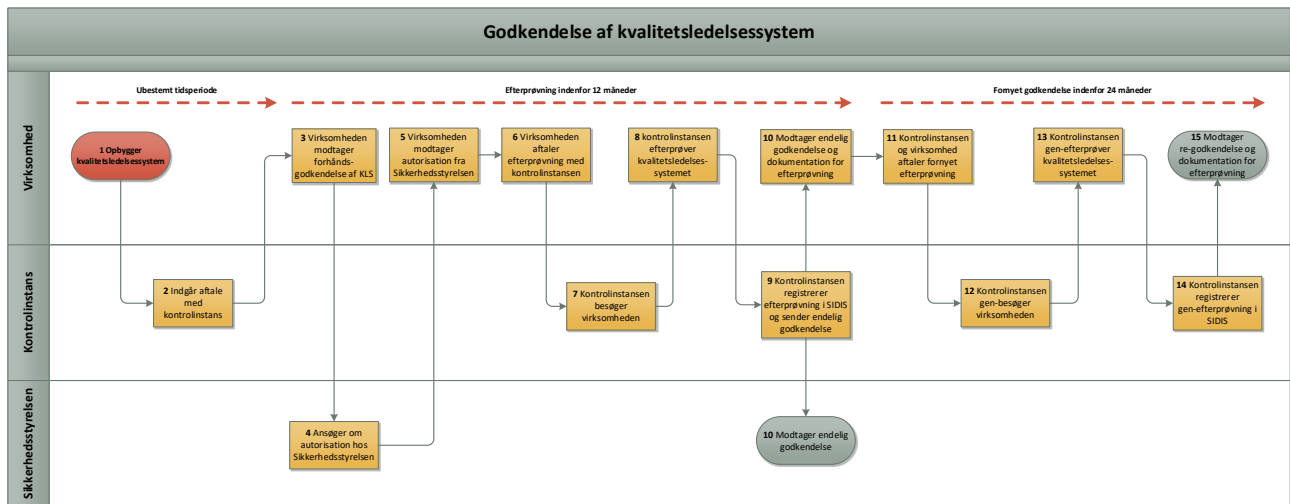 Godkendelse af kvalitetsledelsessystem
Virksomhed
Ubestemt tidsperiode
Efterprøvning indenfor 12 måneder
Fornyet godkendelse indenfor 24 måneder
1 Opbygger
kvalitetsledelsessystem
3 Virksomheden
modtager
forhånds-
godkendelse af KLS
5 Virksomheden
modtager
autorisation fra
Sikkerhedsstyrelsen
6 Virksomheden
aftaler
efterprøvning med
kontrolinstansen
8 kontrolinstansen
efterprøver
kvalitetsledelses-
systemet
10 Modtager endelig
godkendelse og
dokumentation for
efterprøvning
11 Kontrolinstansen
og virksomhed
aftaler fornyet
efterprøvning
13 Kontrolinstansen
gen-efterprøver
kvalitetsledelses-
systemet
15 Modtager
re-godkendelse og
dokumentation for
efterprøvning
Kontrolinstans
2 Indgår aftale
med
kontrolinstans
7 Kontrolinstansen
besøger
virksomheden
9 Kontrolinstansen
registrerer
efterprøvning i SIDIS
og sender endelig
godkendelse
12 Kontrolinstansen
gen-besøger
virksomheden
14 Kontrolinstansen
registrerer
gen-efterprøvning i
SIDIS
Sikkerhedsstyrelsen
4 Ansøger om
autorisation hos
Sikkerhedsstyrelsen
10 Modtager endelig
godkendelse